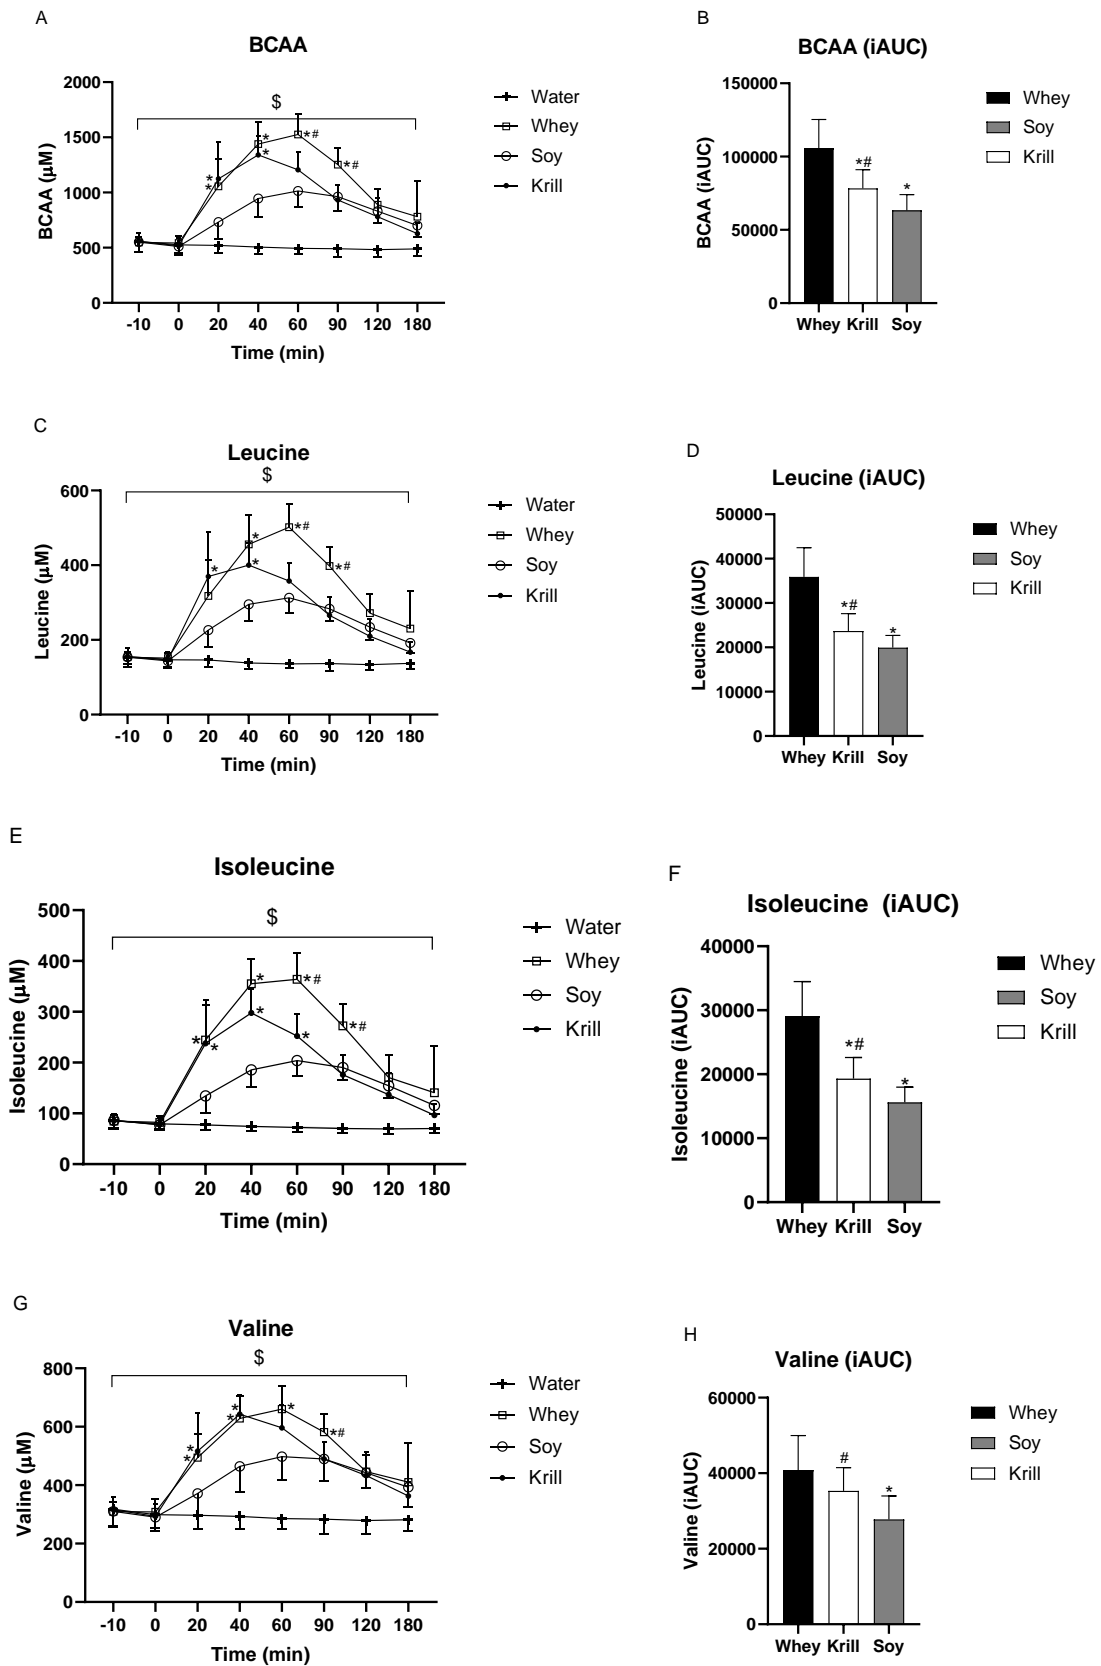 A
BCAA
BCAA (μM)
2000
1500
1000
500
0
$
* * * * *# *#
-10 0 20 40 60 90 120 180
Time (min)
Water
Whey
Soy
Krill
B
BCAA (iAUC)
BCAA (iAUC)
150000
100000
50000
0
*# *
Whey Krill Soy
Whey
Soy
Krill
C
Leucine
Leucine (μM)
600
400
200
0
$
* * * *# *#
-10 0 20 40 60 90 120 180
Time (min)
Water
Whey
Soy
Krill
D
Leucine (iAUC)
Leucine (iAUC)
50000
40000
30000
20000
10000
0
*# *
Whey Krill Soy
Whey
Soy
Krill
E
Isoleucine
Isoleucine (μM)
500
400
300
200
100
0
$
* * * * *# * *#
-10 0 20 40 60 90 120 180
Time (min)
Water
Whey
Soy
Krill
F
Isoleucine (iAUC)
Isoleucine (iAUC)
40000
30000
20000
10000
0
*# *
Whey Krill Soy
Whey
Soy
Krill
G
Valine
Valine (μM)
800
600
400
200
0
$
* * * * * *#
-10 0 20 40 60 90 120 180
Time (min)
Water
Whey
Soy
Krill
H
Valine (iAUC)
Valine (iAUC)
60000
40000
20000
0
# *
Whey Krill Soy
Whey
Soy
Krill